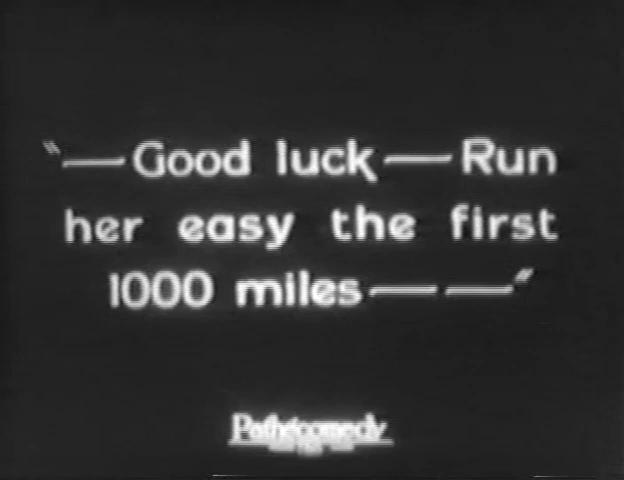 "—Good luck—Run
her easy the first
1000 miles— —"
Pathécomedy